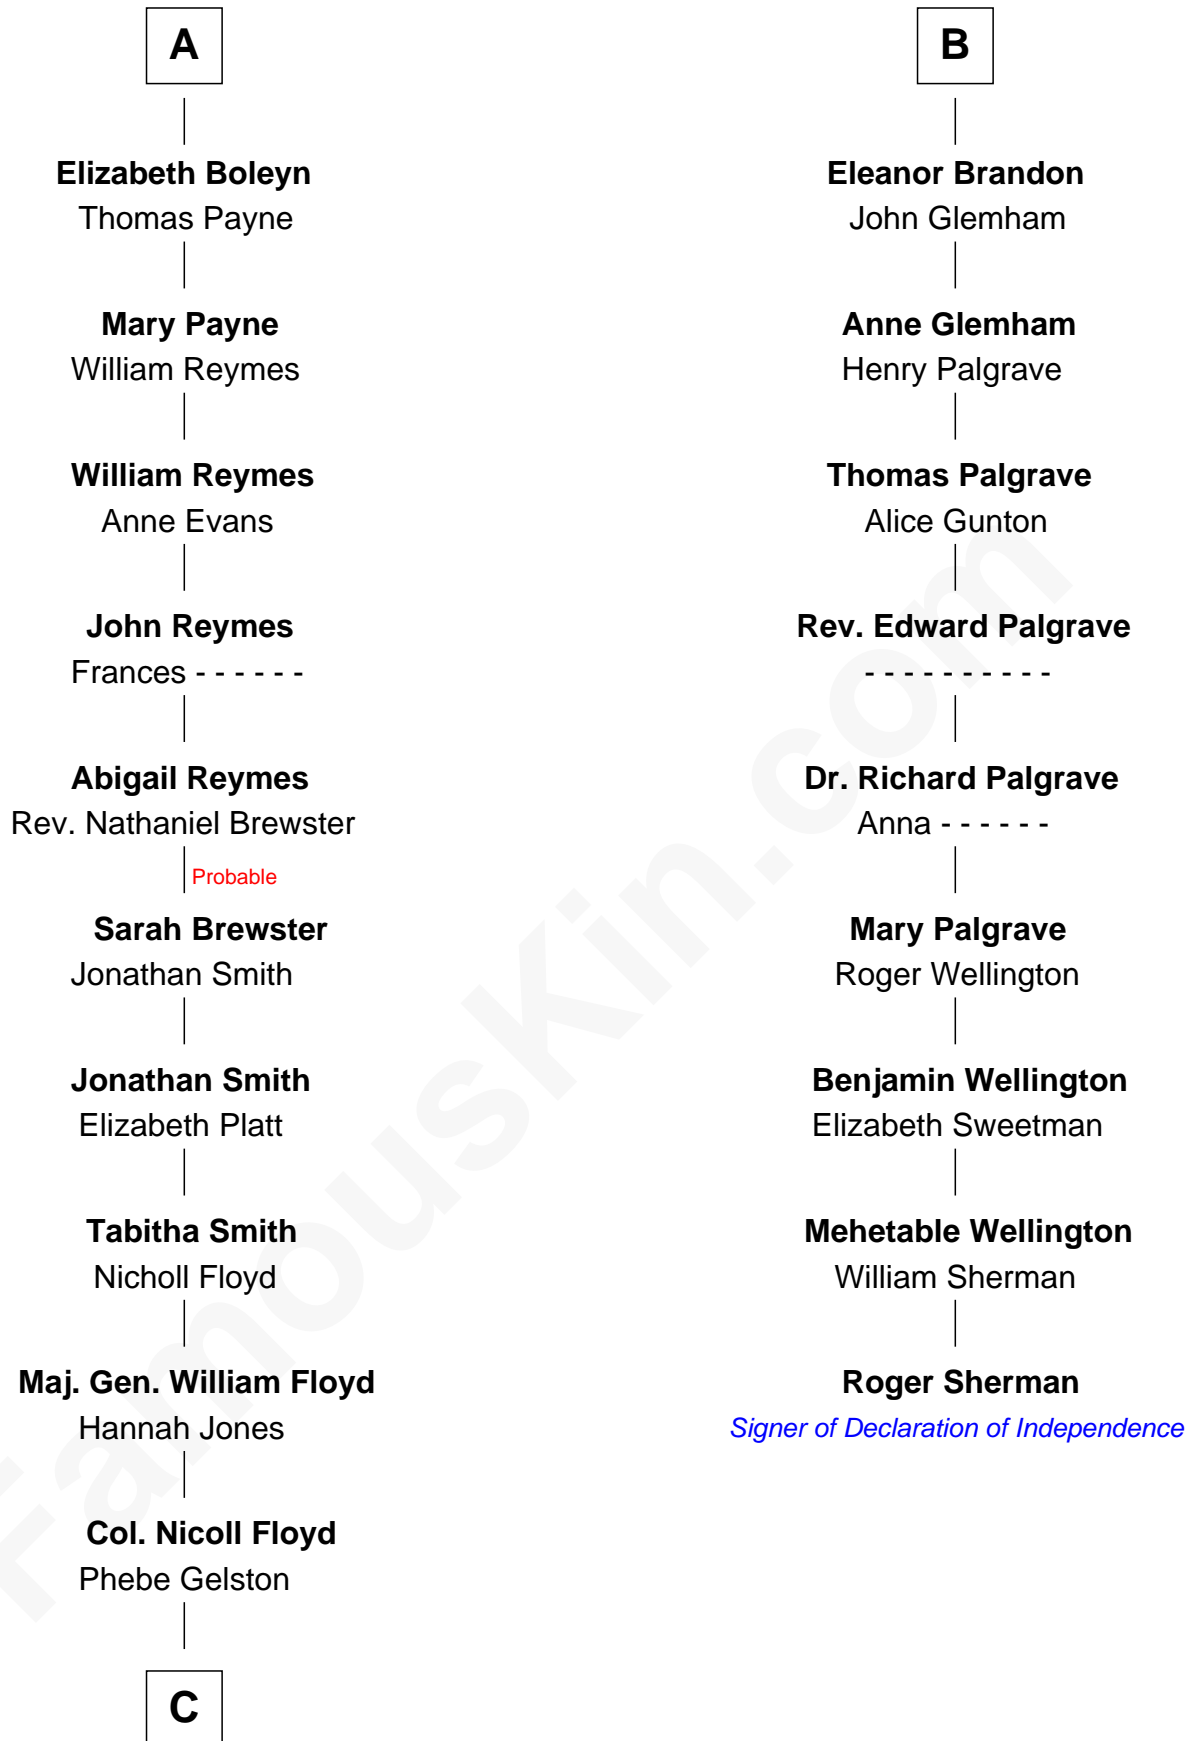 A
Elizabeth Boleyn
Thomas Payne
Mary Payne
William Reymes
William Reymes
Anne Evans
John Reymes
Frances - - - - - -
Abigail Reymes
Rev. Nathaniel Brewster
Probable
Sarah Brewster
Jonathan Smith
Jonathan Smith
Elizabeth Platt
Tabitha Smith
Nicholl Floyd
Maj. Gen. William Floyd
Hannah Jones
Col. Nicoll Floyd
Phebe Gelston
C
B
Eleanor Brandon
John Glemham
Anne Glemham
Henry Palgrave
Thomas Palgrave
Alice Gunton
Rev. Edward Palgrave
- - - - - - - - - -
Dr. Richard Palgrave
Anna - - - - - -
Mary Palgrave
Roger Wellington
Benjamin Wellington
Elizabeth Sweetman
Mehetable Wellington
William Sherman
Roger Sherman
Signer of Declaration of Independence
FamousKin.com